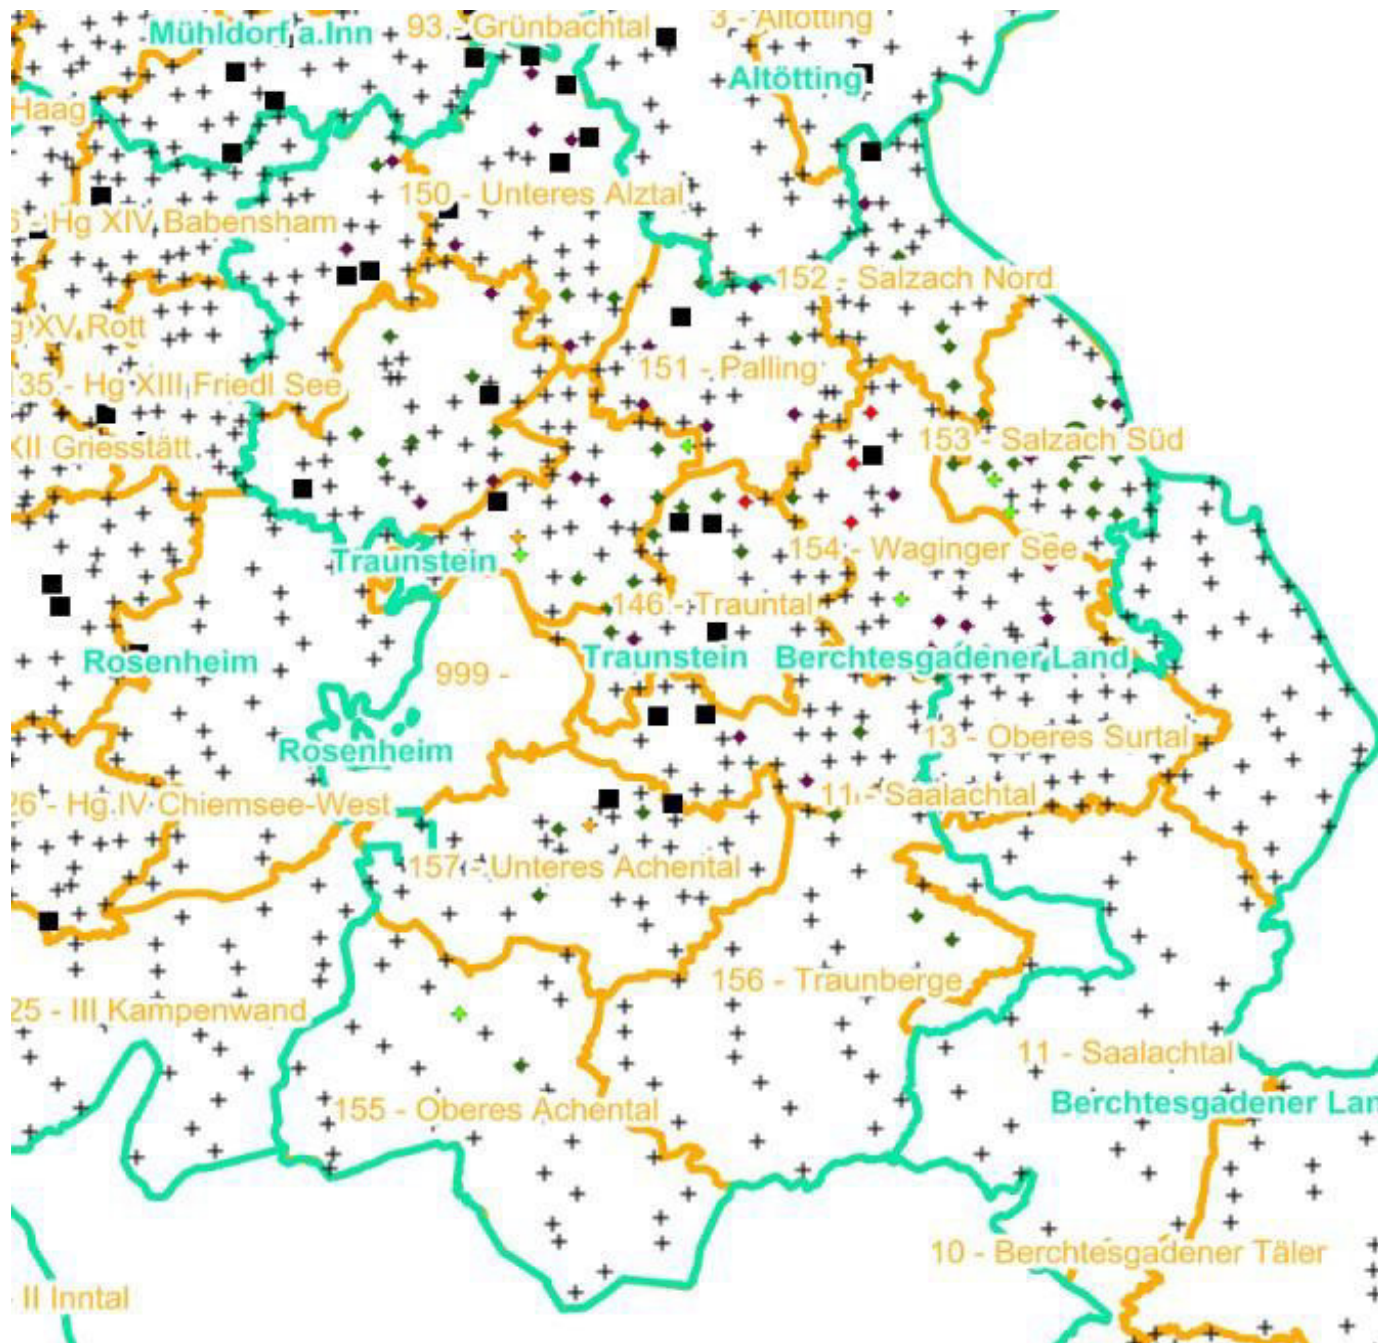 3 - Altötting
93 - Grünbachtal
Mühldorf a.Inn
Altötting
Haag
150 - Unteres Alztal
6 - Hg XIV Babensham
152 - Salzach Nord
g XV Rott
151 - Palling
135 - Hg XIII Friedl See
153 - Salzach Süd
XII Griesstätt
154 - Waginger See
Traunstein
146 - Trauntal
Rosenheim
Traunstein
Berchtesgadener Land
999 -
13 - Oberes Surtal
Rosenheim
11 - Saalachtal
26 - Hg IV Chiemsee-West
157 - Unteres Achental
156 - Traunberge
25 - III Kampenwand
11 - Saalachtal
Berchtesgadener Lan
155 - Oberes Achental
10 - Berchtesgadener Täler
II Inntal